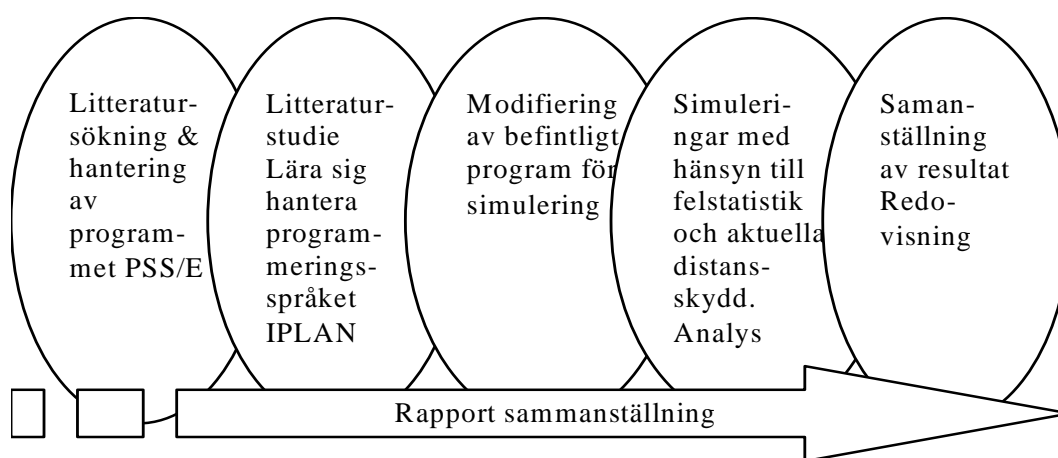 Litteratur-
sökning &
hantering
av
program-
met PSS/E
Litteratur-
studie
Lära sig
hantera
program-
merings-
språket
IPLAN
Modifiering
av befintligt
program för
simulering
Simuleri-
ngar med
hänsyn till
felstatistik
och aktuella
distans-
skydd.
Analys
Saman-
ställning
av resultat
Redo-
visning
Rapport sammanställning